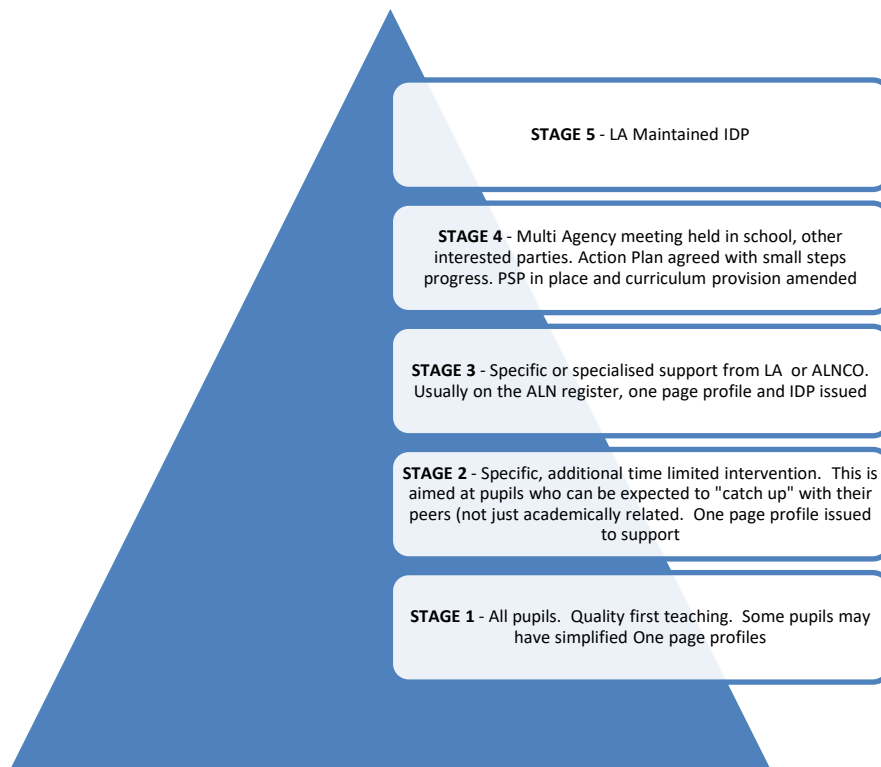 STAGE 5 - LA Maintained IDP
STAGE 4 - Multi Agency meeting held in school, other
interested parties. Action Plan agreed with small steps
progress. PSP in place and curriculum provision amended
STAGE 3 - Specific or specialised support from LA or ALNCO.
Usually on the ALN register, one page profile and IDP issued
STAGE 2 - Specific, additional time limited intervention. This is
aimed at pupils who can be expected to "catch up" with their
peers (not just academically related. One page profile issued
to support
STAGE 1 - All pupils. Quality first teaching. Some pupils may
have simplified One page profiles